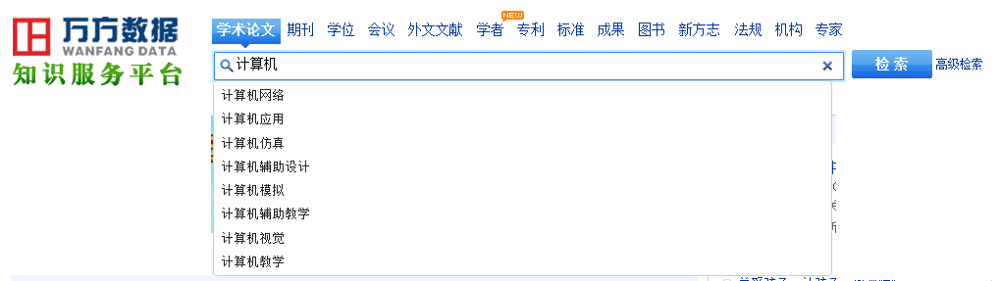 万方数据
WANFANG DATA
知识服务平台
学术论文 期刊 学位 会议 外文文献 学者 专利 标准 成果 图书 新方志 法规 机构 专家
NEW
计算机
检索 高级检索
计算机网络
计算机应用
计算机仿真
计算机辅助设计
计算机模拟
计算机辅助教学
计算机视觉
计算机教学